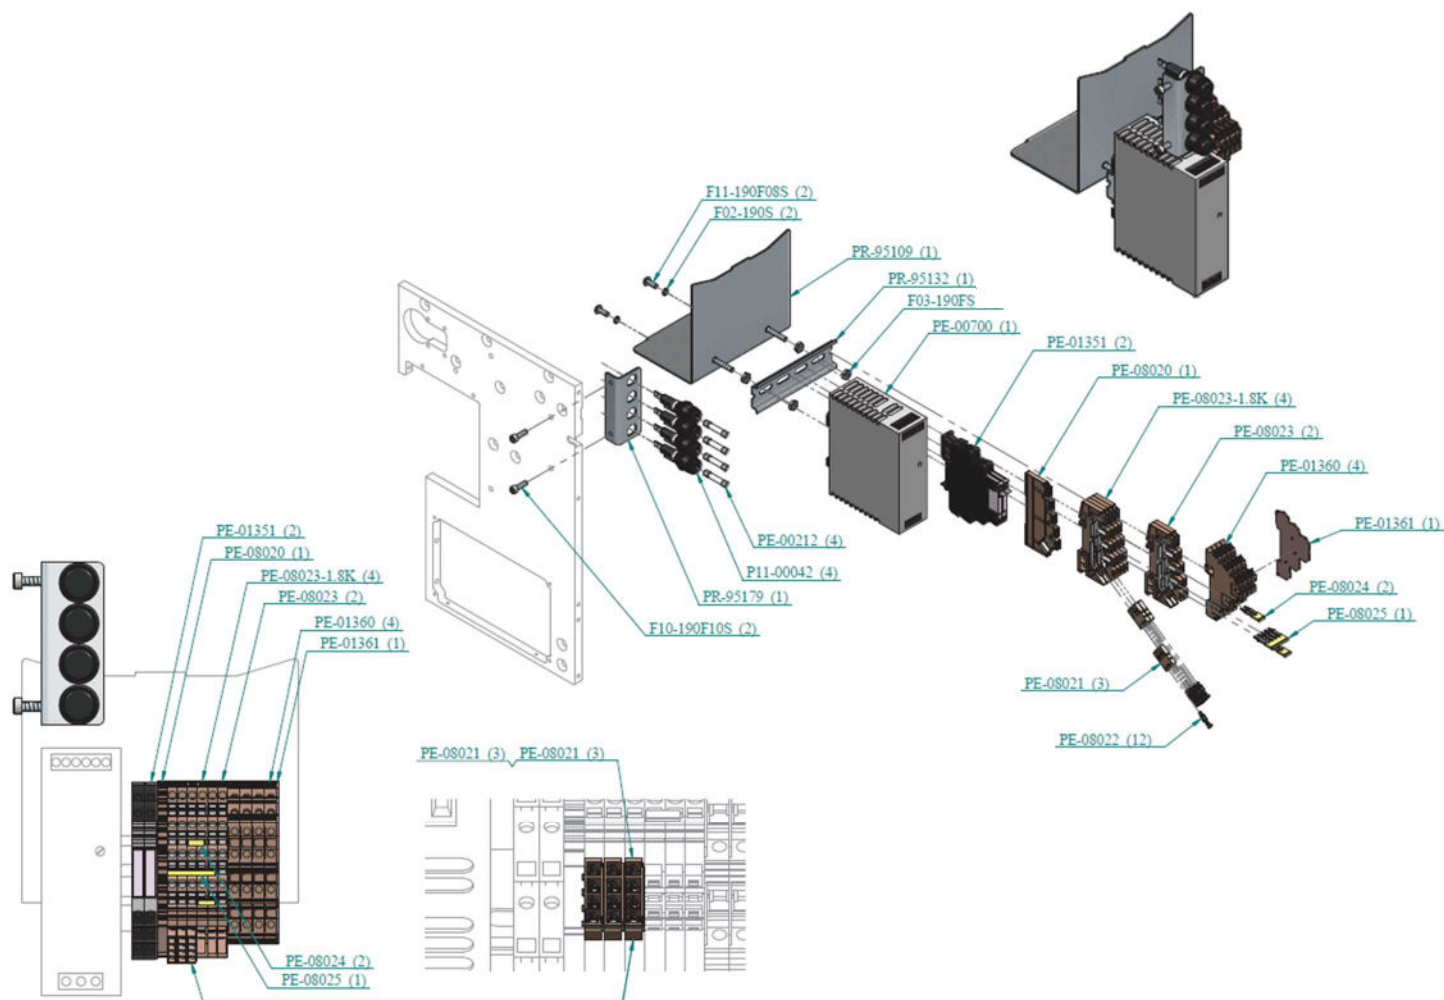 F11-190F08S (2)
F02-190S (2)
PR-95109 (1)
PR-95132 (1)
F03-190FS
PE-00700 (1)
PE-01351 (2)
PE-08020 (1)
PE-08023-1.8K (4)
PE-08023 (2)
PE-01360 (4)
PE-01361 (1)
PE-08024 (2)
PE-08025 (1)
PE-00212 (4)
P11-00042 (4)
PR-95179 (1)
F10-190F10S (2)
PE-08021 (3)
PE-08022 (12)
PE-01351 (2)
PE-08020 (1)
PE-08023-1.8K (4)
PE-08023 (2)
PE-01360 (4)
PE-01361 (1)
PE-08021 (3) PE-08021 (3)
PE-08024 (2)
PE-08025 (1)